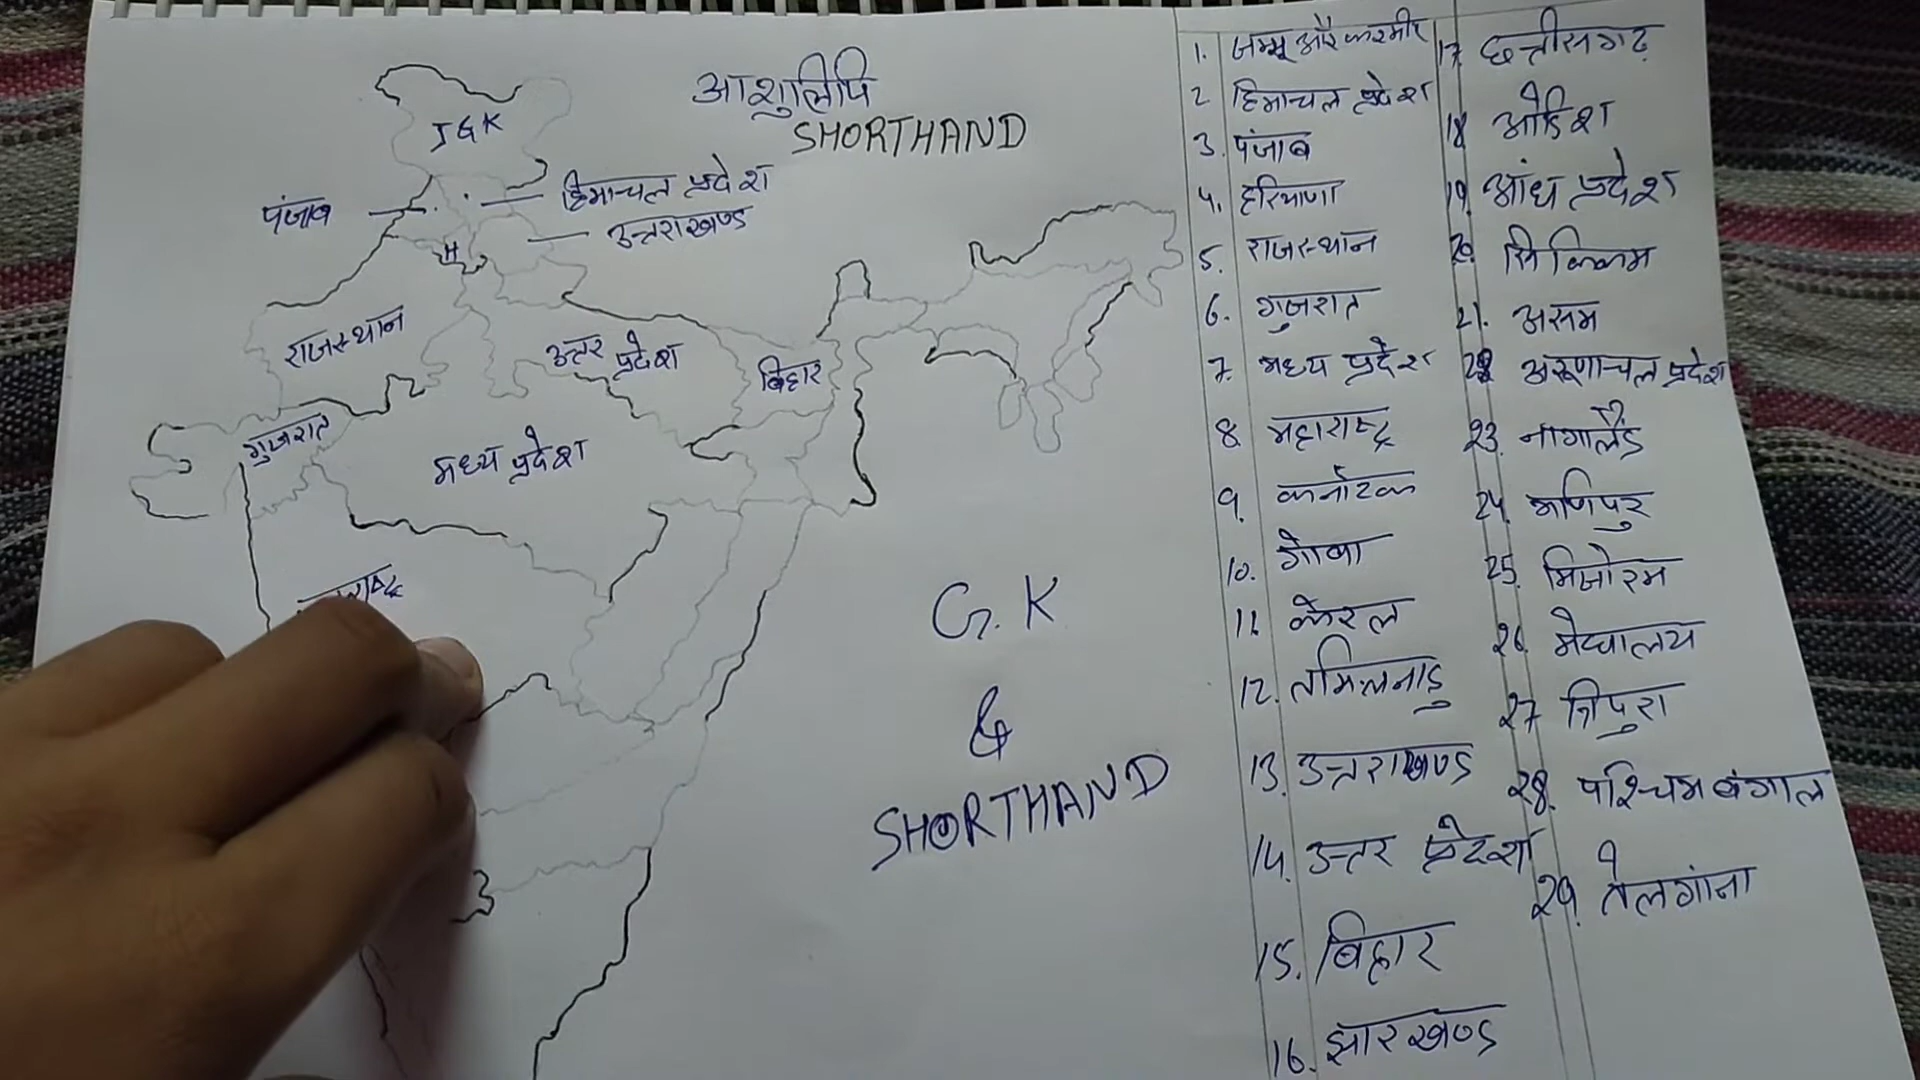 आशुलिपि
SHORTHAND
J&K
पंजाब
हिमाचल प्रदेश
उत्तराखण्ड
H
राजस्थान
उत्तर प्रदेश
बिहार
गुजरात
मध्य प्रदेश
G.K
&
SHORTHAND
1. जम्मू और कश्मीर
2 हिमाचल प्रदेश
3. पंजाब
4. हरियाणा
5. राजस्थान
6. गुजरात
7. मध्य प्रदेश
8 महाराष्ट्र
9. कर्नाटक
10. गोवा
11. केरल
12. तमिलनाडु
13. उत्तराखण्ड
14. उत्तर प्रदेश
15. बिहार
16. झारखण्ड
17. छत्तीसगढ़
18 ओडिशा
19. आंध्र प्रदेश
20. सिक्किम
21. असम
22 अरूणाचल प्रदेश
23. नागालैंड
24. मणिपुर
25. मिजोरम
26. मेघालय
27 त्रिपुरा
28. पश्चिम बंगाल
29. तेलगांना